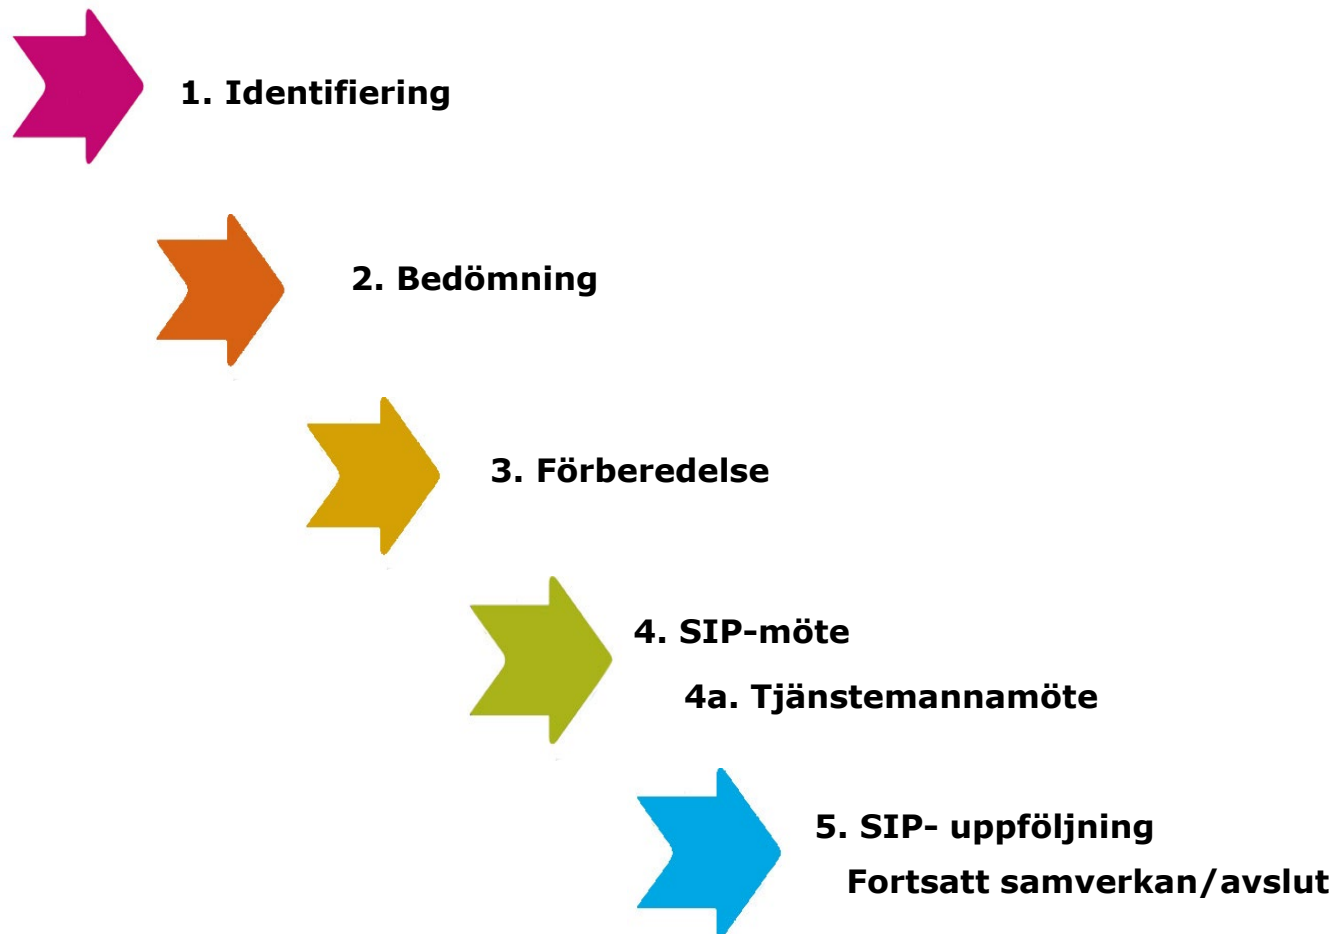 1. Identifiering
2. Bedömning
3. Förberedelse
4. SIP-möte
4a. Tjänstemannamöte
5. SIP- uppföljning
Fortsatt samverkan/avslut